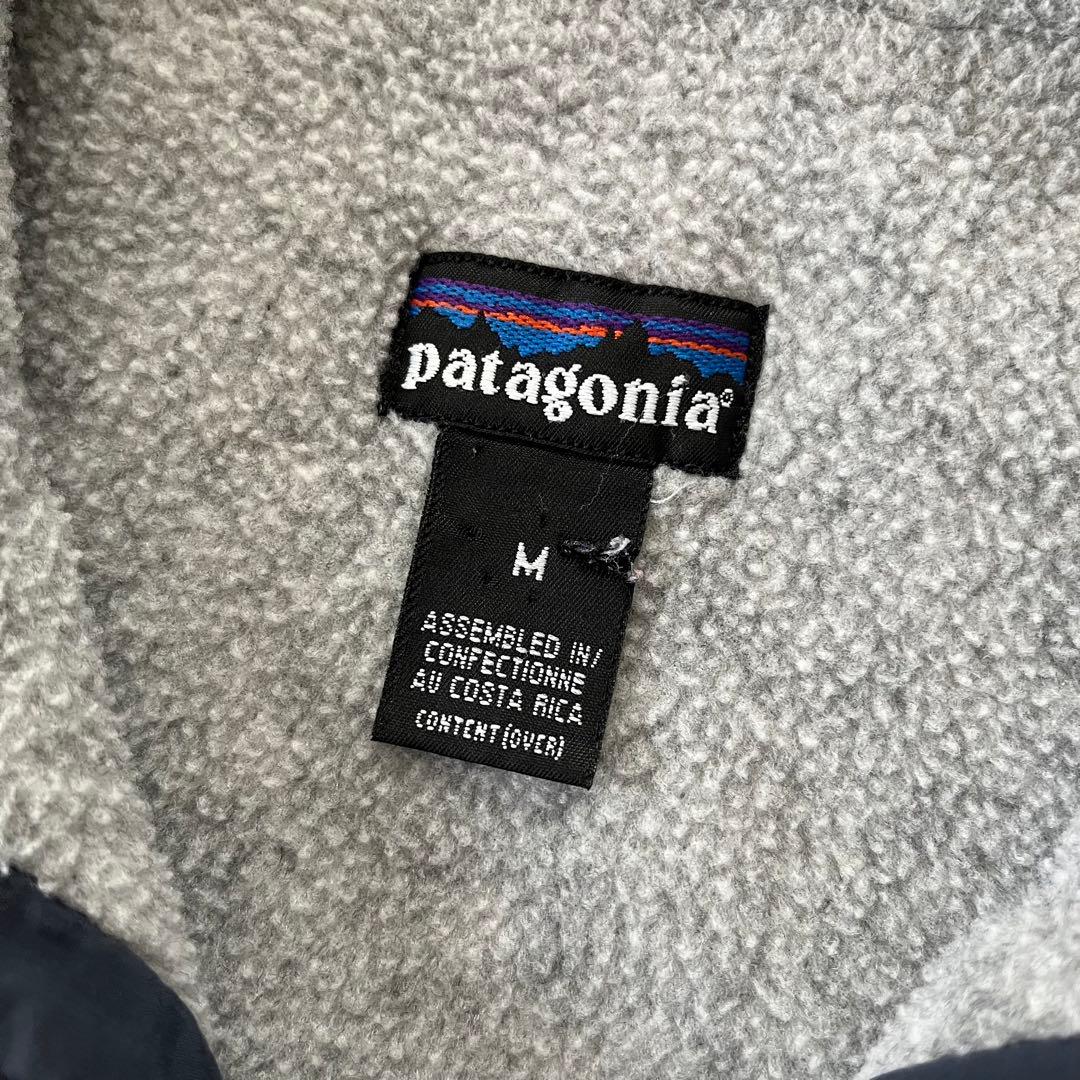 patagonia®
M
ASSEMBLED IN/
CONFECTIONNE
AU COSTA RICA
CONTENT (OVER)